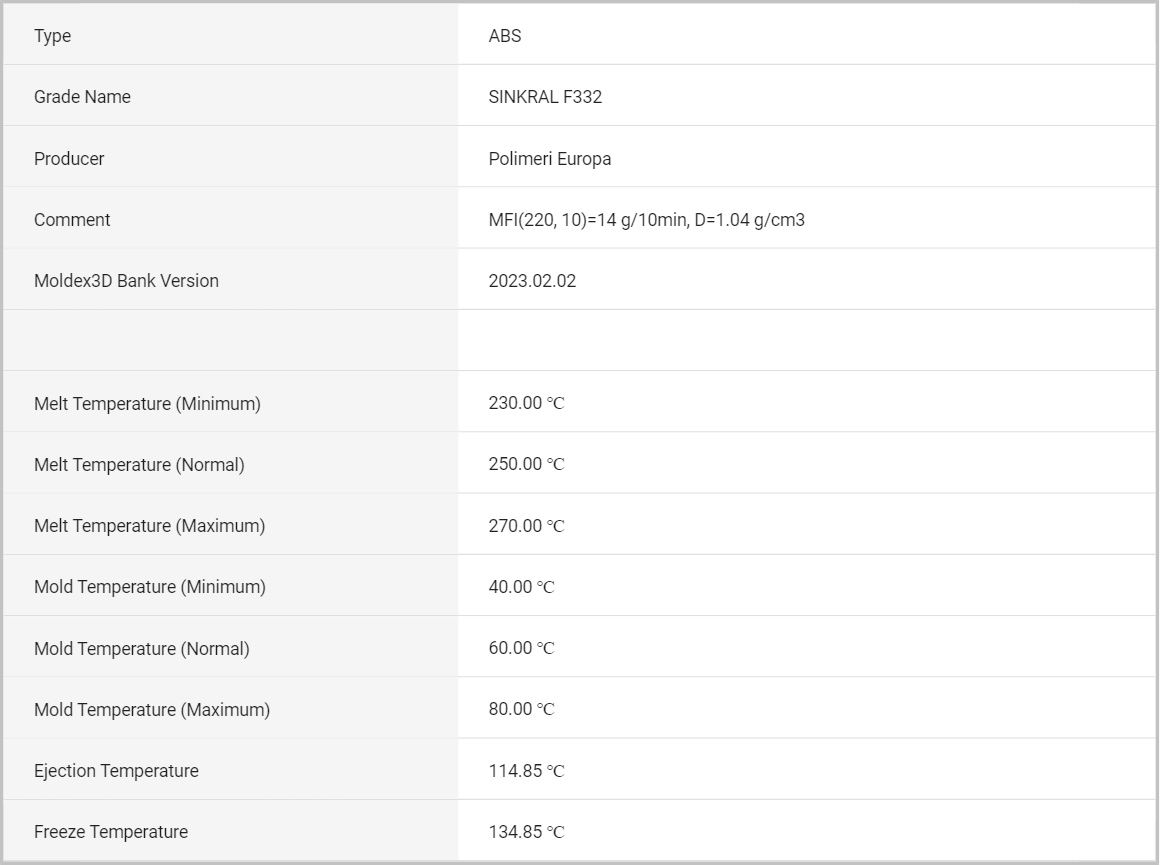 Type ABS
Grade Name SINKRAL F332
Producer Polimeri Europa
Comment MFI(220, 10)=14 g/10min, D=1.04 g/cm3
Moldex3D Bank Version 2023.02.02
Melt Temperature (Minimum) 230.00 ℃
Melt Temperature (Normal) 250.00 ℃
Melt Temperature (Maximum) 270.00 ℃
Mold Temperature (Minimum) 40.00 ℃
Mold Temperature (Normal) 60.00 ℃
Mold Temperature (Maximum) 80.00 ℃
Ejection Temperature 114.85 ℃
Freeze Temperature 134.85 ℃